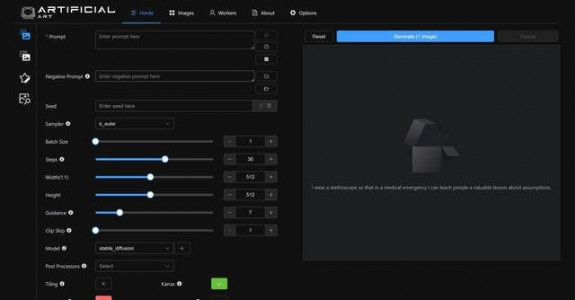 ARTIFICIAL
ART
Home
Images
Workers
About
Options
* Prompt
Enter prompt here
Negative Prompt
Enter negative prompt here
Seed
Enter seed here
Sampler
k_euler
Batch Size
1
Steps
30
Width(1:1)
512
Height
512
Guidance
7
Clip Skip
1
Model
stable_diffusion
Post Processors
Select
Tiling
Karras
Reset
Generate (1 image)
Cancel
I wear a stethoscope so that in a medical emergency I can teach people a valuable lesson about assumptions.